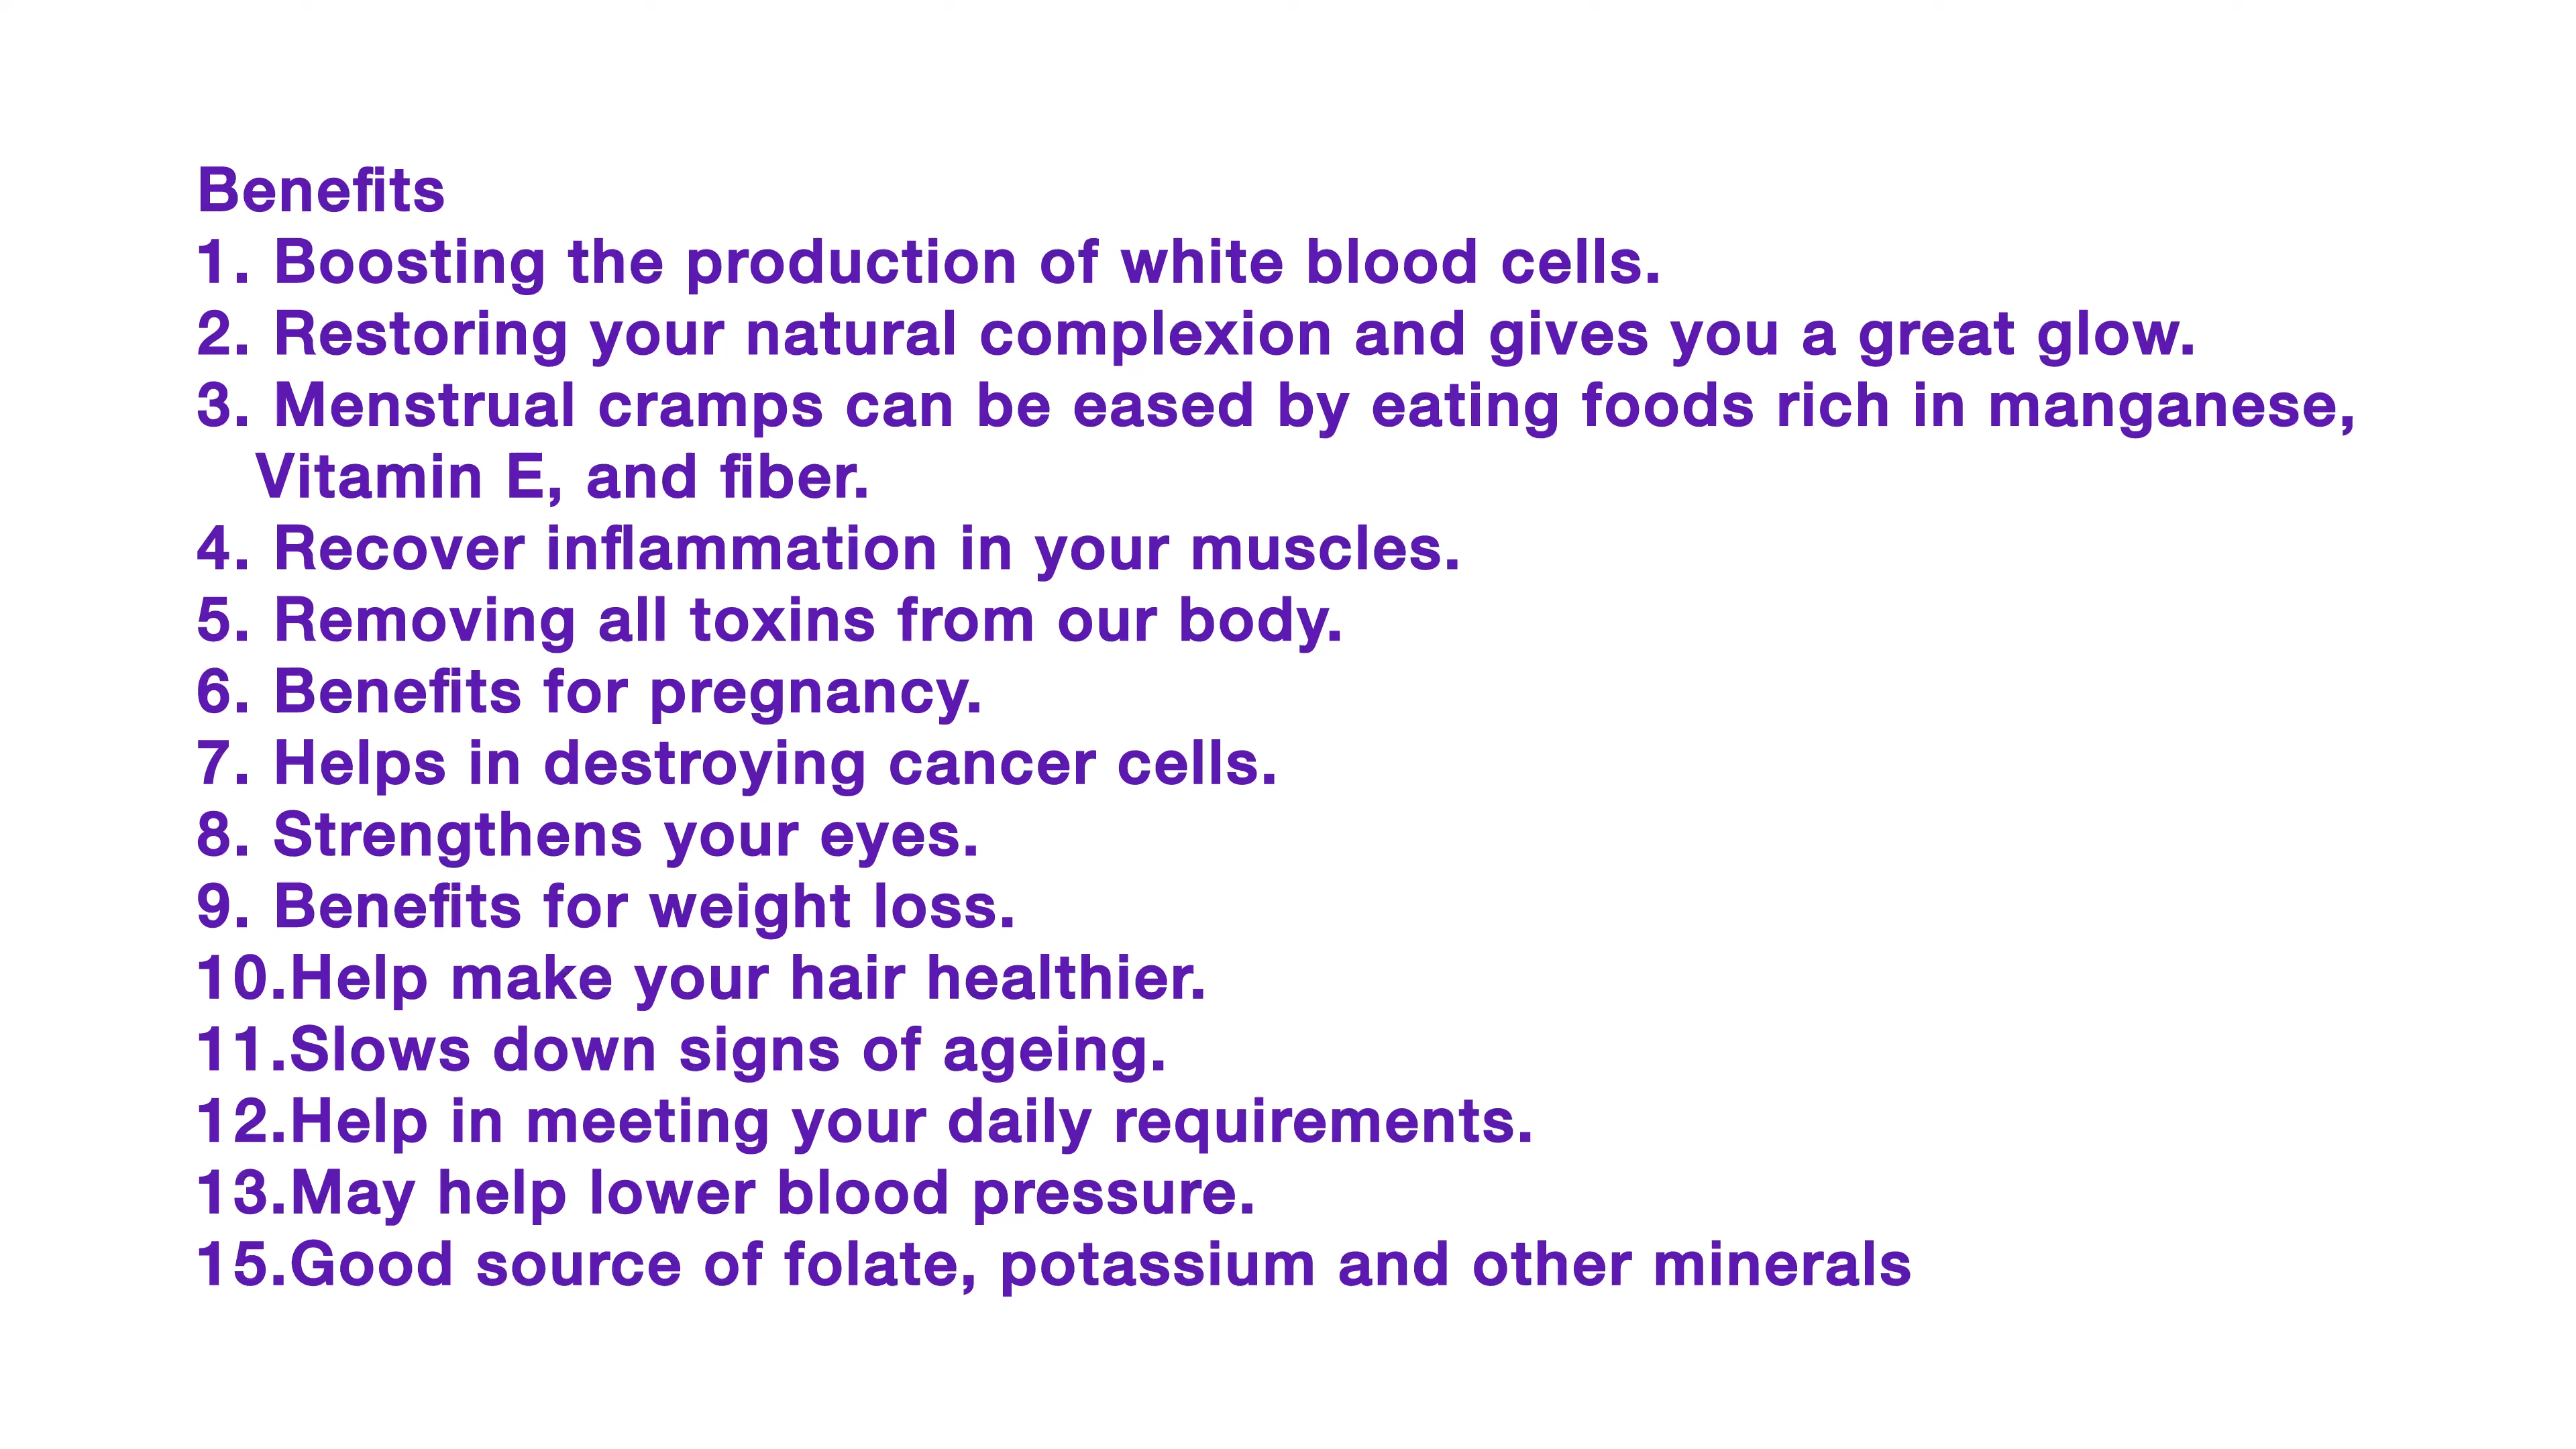 Benefits
1. Boosting the production of white blood cells.
2. Restoring your natural complexion and gives you a great glow.
3. Menstrual cramps can be eased by eating foods rich in manganese,
Vitamin E, and fiber.
4. Recover inflammation in your muscles.
5. Removing all toxins from our body.
6. Benefits for pregnancy.
7. Helps in destroying cancer cells.
8. Strengthens your eyes.
9. Benefits for weight loss.
10.Help make your hair healthier.
11.Slows down signs of ageing.
12.Help in meeting your daily requirements.
13.May help lower blood pressure.
15.Good source of folate, potassium and other minerals